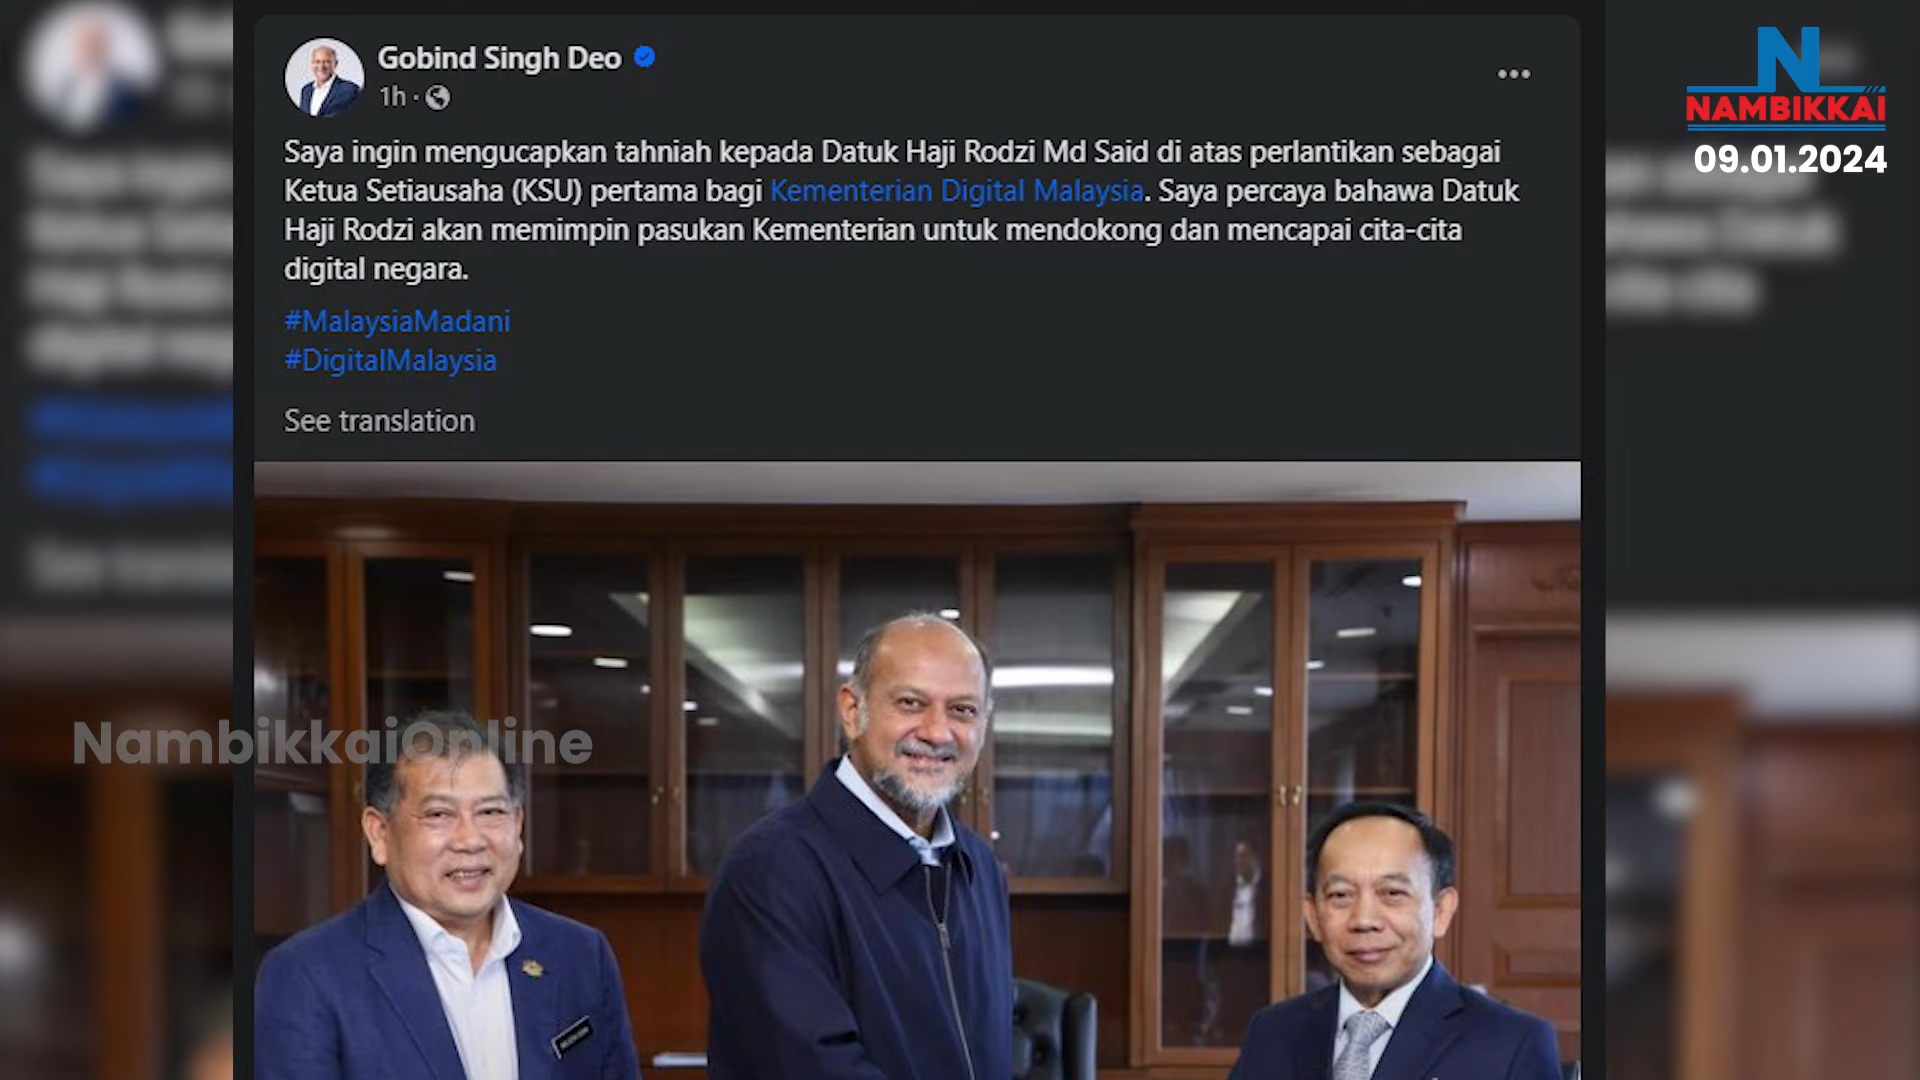 Gobind Singh Deo
1h ·
Saya ingin mengucapkan tahniah kepada Datuk Haji Rodzi Md Said di atas perlantikan sebagai
Ketua Setiausaha (KSU) pertama bagi Kementerian Digital Malaysia. Saya percaya bahawa Datuk
Haji Rodzi akan memimpin pasukan Kementerian untuk mendokong dan mencapai cita-cita
digital negara.
#MalaysiaMadani
#DigitalMalaysia
See translation
N
NAMBIKKAI
09.01.2024
NambikkaiOnline